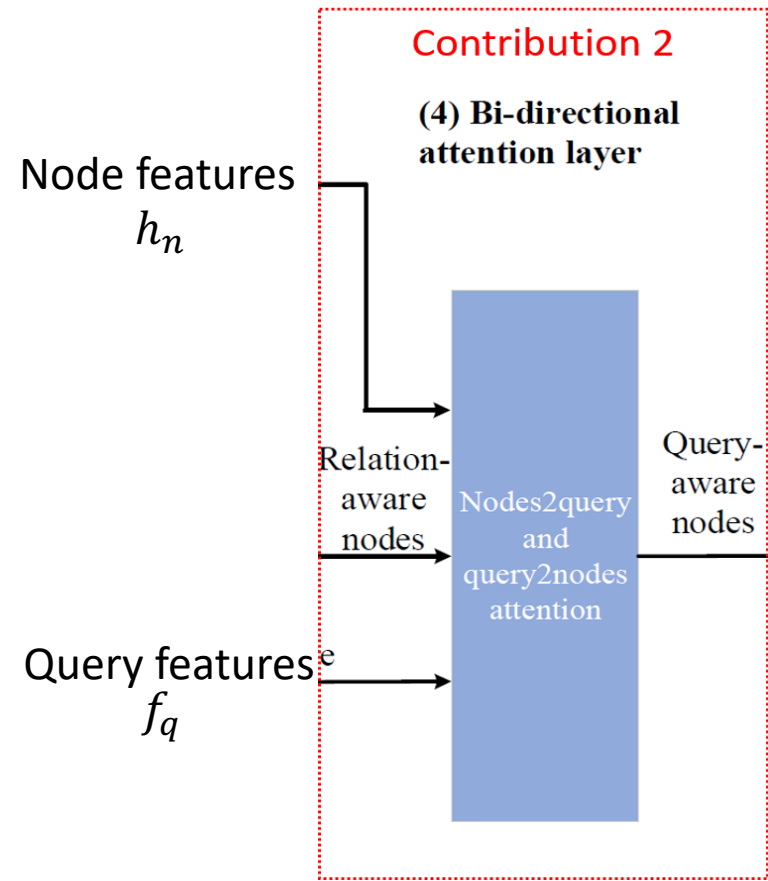 Contribution 2
(4) Bi-directional
attention layer
Node features
hₙ
Relation-
aware
nodes
Nodes2query
and
query2nodes
attention
Query-
aware
nodes
Query features e
f_q